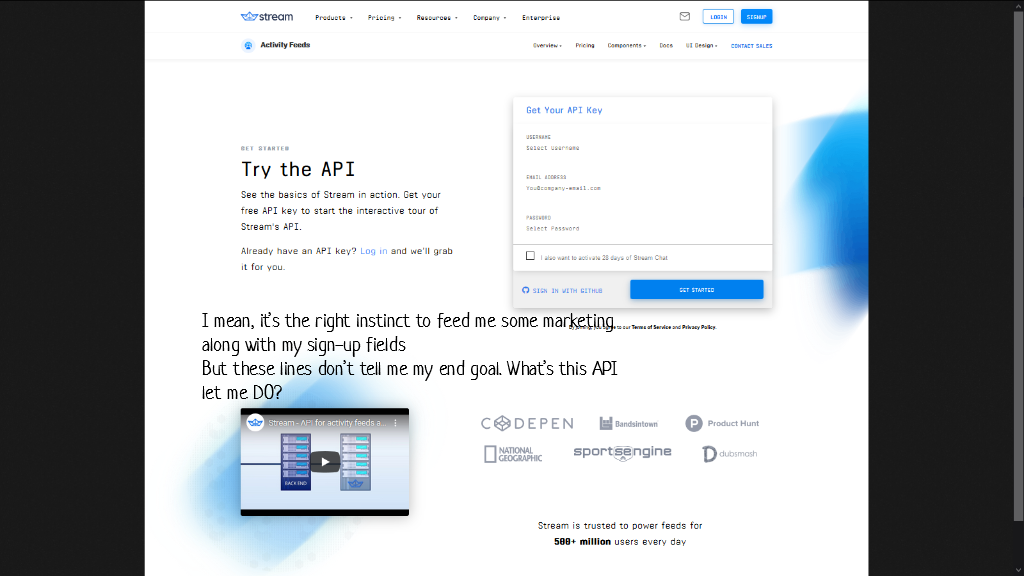 stream
Products
Pricing
Resources
Company
Enterprise
LOGIN
SIGNUP
Activity Feeds
Overview
Pricing
Components
Docs
UI Design
CONTACT SALES
GET STARTED
Try the API
See the basics of Stream in action. Get your
free API key to start the interactive tour of
Stream's API.
Already have an API key? Log in and we'll grab
it for you.
Get Your API Key
USERNAME
Select Username
EMAIL ADDRESS
You@company-email.com
PASSWORD
Select Password
I also want to activate 28 days of Stream Chat
SIGN IN WITH GITHUB
GET STARTED
By joining, you agree to our Terms of Service and Privacy Policy.
I mean, it's the right instinct to feed me some marketing
along with my sign-up fields
But these lines don't tell me my end goal. What's this API
let me DO?
Stream - API for activity feeds a...
BACK END
CODEPEN
Bandsintown
Product Hunt
NATIONAL
GEOGRAPHIC
sportsengine
dubsmash
Stream is trusted to power feeds for
500+ million users every day